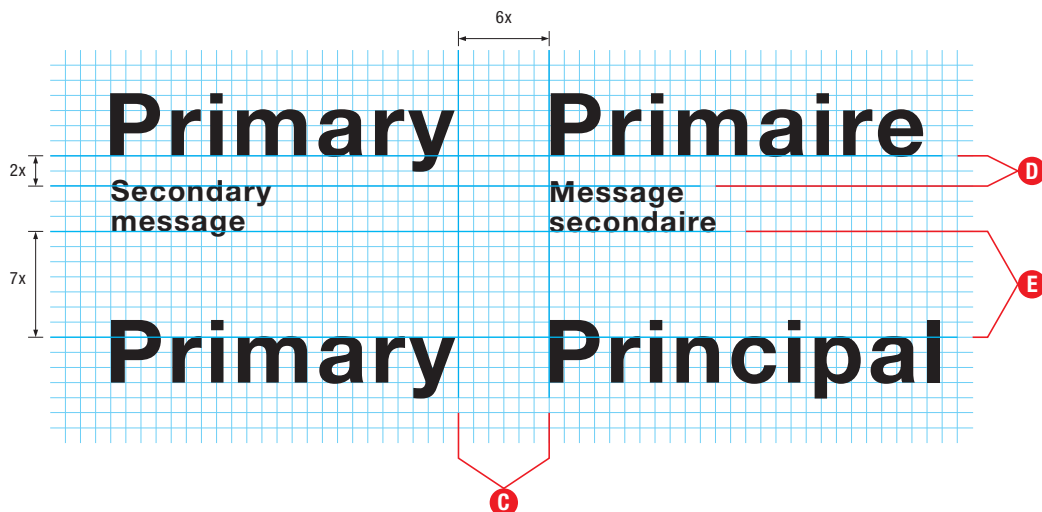 6x
Primary Primaire
2x
D
Secondary Message
message secondaire
7x
E
Primary Principal
C